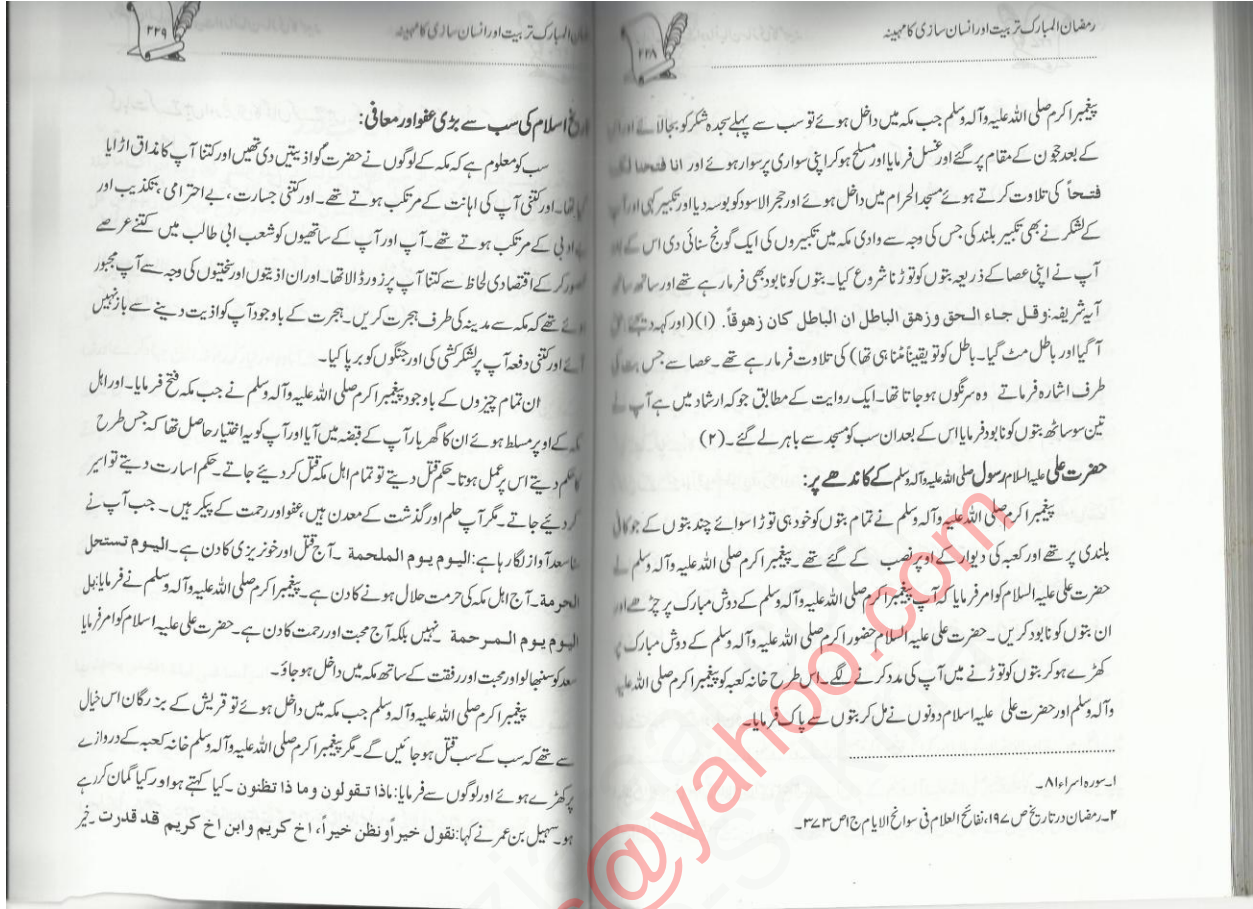 رمضان المبارک تربیت اور انسان سازی کا مہینہ
۲۲۸
پیغمبر اکرم صلی اللہ علیہ وآلہ وسلم جب مکہ میں داخل ہوئے تو سب سے پہلے سجدہ شکر کو بجا لائے اور اس
کے بعد حجون کے مقام پر گئے اور غسل فرمایا اور مسلح ہو کر اپنی سواری پر سوار ہوئے اور انا فتحنا لک
فتحاً کی تلاوت کرتے ہوئے مسجد الحرام میں داخل ہوئے اور حجر الاسود کو بوسہ دیا اور تکبیر کہی اور آپ
کے لشکر نے بھی تکبیر بلند کی جس کی وجہ سے وادی مکہ میں تکبیروں کی ایک گونج سنائی دی اس کے بعد
آپ نے اپنی عصا کے ذریعہ بتوں کو توڑنا شروع کیا۔ بتوں کو نابود بھی فرما رہے تھے اور ساتھ ساتھ
آیہ شریفہ: وقل جاء الحق وزهق الباطل ان الباطل كان زهوقاً. (۱) (اور کہہ دیجئے: حق
آ گیا اور باطل مٹ گیا۔ باطل کو تو یقیناً مٹنا ہی تھا) کی تلاوت فرما رہے تھے۔ عصا سے جس بت کی
طرف اشارہ فرماتے وہ سرنگوں ہو جاتا تھا۔ ایک روایت کے مطابق جو کہ ارشاد میں ہے آپ نے
تین سو ساٹھ بتوں کو نابود فرمایا اس کے بعد ان سب کو مسجد سے باہر لے گئے۔ (۲)
حضرت علی علیہ السلام رسول صلی اللہ علیہ وآلہ وسلم کے کاندھے پر:
پیغمبر اکرم صلی اللہ علیہ وآلہ وسلم نے تمام بتوں کو خود ہی توڑا سوائے چند بتوں کے جو کافی
بلندی پر تھے اور کعبہ کی دیوار کے اوپر نصب کے گئے تھے۔ پیغمبر اکرم صلی اللہ علیہ وآلہ وسلم نے
حضرت علی علیہ السلام کو امر فرمایا کہ آپ پیغمبر اکرم صلی اللہ علیہ وآلہ وسلم کے دوش مبارک پر چڑھے اور
ان بتوں کو نابود کریں۔ حضرت علی علیہ السلام حضور اکرم صلی اللہ علیہ وآلہ وسلم کے دوش مبارک پر
کھڑے ہو کر بتوں کو توڑنے میں آپ کی مدد کرنے لگے۔ اس طرح خانہ کعبہ کو پیغمبر اکرم صلی اللہ علیہ
وآلہ وسلم اور حضرت علی علیہ اسلام دونوں نے مل کر بتوں سے پاک فرمایا۔
۱۔ سورہ اسراء ۸۱۔
۲۔ رمضان در تاریخ ص ۱۹۷، نفائح العلام فی سوانح الایام ج ۱ ص ۳۷۳۔
المبارک تربیت اور انسان سازی کا مہینہ
۲۲۹
تاریخ اسلام کی سب سے بڑی عفو اور معافی:
سب کو معلوم ہے کہ مکہ کے لوگوں نے حضرت گو اذیتیں دی تھیں اور کتنا آپ کا مذاق اڑایا
گیا تھا۔ اور کتنی آپ کی اہانت کے مرتکب ہوتے تھے۔ اور کتنی جسارت، بے احترامی، تکذیب اور
بے ادبی کے مرتکب ہوتے تھے۔ آپ اور آپ کے ساتھیوں کو شعب ابی طالب میں کتنے عرصے
محصور کر کے اقتصادی لحاظ سے کتنا آپ پر زور ڈالا تھا۔ اور ان اذیتوں اور سختیوں کی وجہ سے آپ مجبور
ہوئے تھے کہ مکہ سے مدینہ کی طرف ہجرت کریں۔ ہجرت کے باوجود آپ کو اذیت دینے سے باز نہیں
آئے اور کتنی دفعہ آپ پر لشکر کشی کی اور جنگوں کو برپا کیا۔
ان تمام چیزوں کے باوجود پیغمبر اکرم صلی اللہ علیہ وآلہ وسلم نے جب مکہ فتح فرمایا۔ اور اہل
مکہ کے اوپر مسلط ہوئے ان کا گھر بار آپ کے قبضہ میں آیا اور آپ کو یہ اختیار حاصل تھا کہ: جس طرح
کا حکم دیتے اس پر عمل ہوتا۔ حکم قتل دیتے تو تمام اہل مکہ قتل کر دیئے جاتے۔ حکم اسارت دیتے تو اسیر
کر دئیے جاتے۔ مگر آپ حلم اور گذشت کے معدن ہیں، عفو اور رحمت کے پیکر ہیں۔ جب آپ نے
سنا سعد آواز لگا رہا ہے: اليوم يوم الملحمة۔ آج قتل اور خونریزی کا دن ہے۔ اليوم تستحل
الحرمة۔ آج اہل مکہ کی حرمت حلال ہونے کا دن ہے۔ پیغمبر اکرم صلی اللہ علیہ وآلہ وسلم نے فرمایا: بل
اليوم يوم المرحمة۔ نہیں بلکہ آج محبت اور رحمت کا دن ہے۔ حضرت علی علیہ اسلام کو امر فرمایا
سعد کو سنبھالو اور محبت اور رفقت کے ساتھ مکہ میں داخل ہو جاؤ۔
پیغمبر اکرم صلی اللہ علیہ وآلہ وسلم جب مکہ میں داخل ہوئے تو قریش کے بزرگان اس خیال
سے تھے کہ سب کے سب قتل ہو جائیں گے۔ مگر پیغمبر اکرم صلی اللہ علیہ وآلہ وسلم خانہ کعبہ کے دروازے
پر کھڑے ہوئے اور لوگوں سے فرمایا: ماذا تقولون وما ذا تظنون۔ کیا کہتے ہو اور کیا گمان کر رہے
ہو۔ سہیل بن عمر نے کہا: نقول خيراً ونظن خيراً، اخ كريم وابن اخ كريم قد قدرت۔ خیر
@yahoo.com